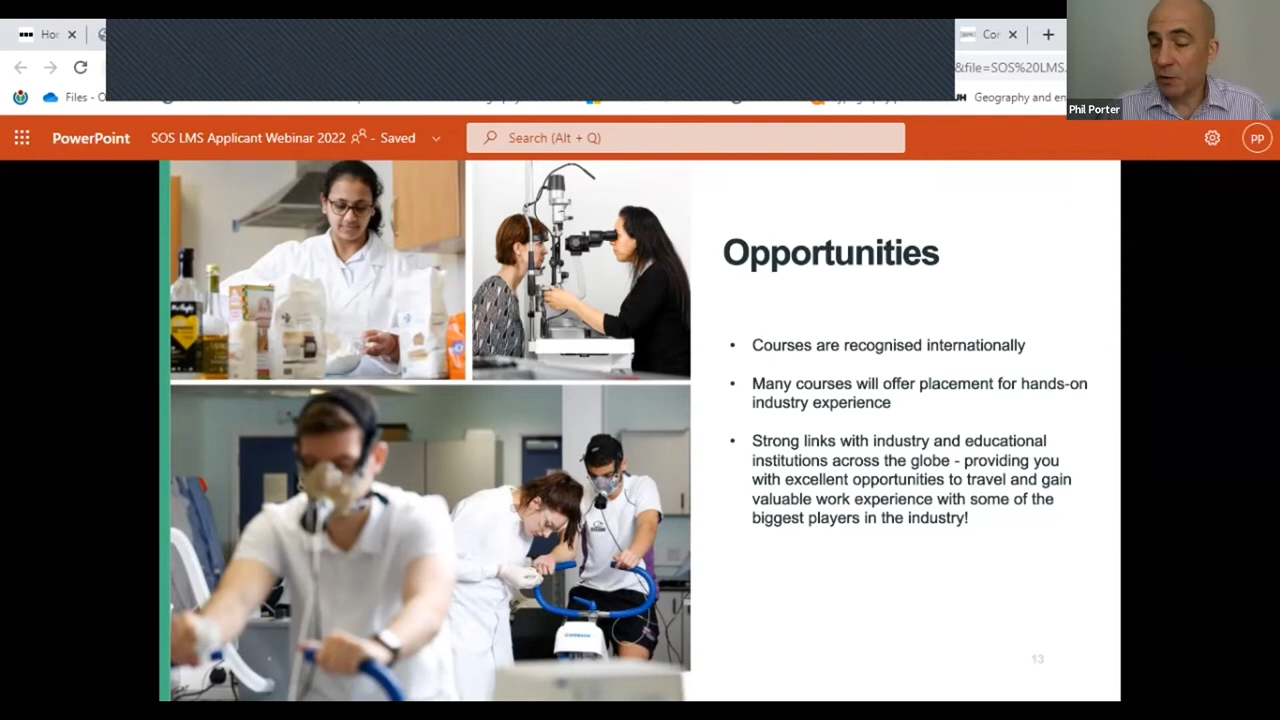 Hor
Cor
&file=SOS%20LMS.
Files - O
Geography and en
Phil Porter
PowerPoint
SOS LMS Applicant Webinar 2022 - Saved
Search (Alt + Q)
PP
Opportunities
• Courses are recognised internationally
• Many courses will offer placement for hands-on
industry experience
• Strong links with industry and educational
institutions across the globe - providing you
with excellent opportunities to travel and gain
valuable work experience with some of the
biggest players in the industry!
13